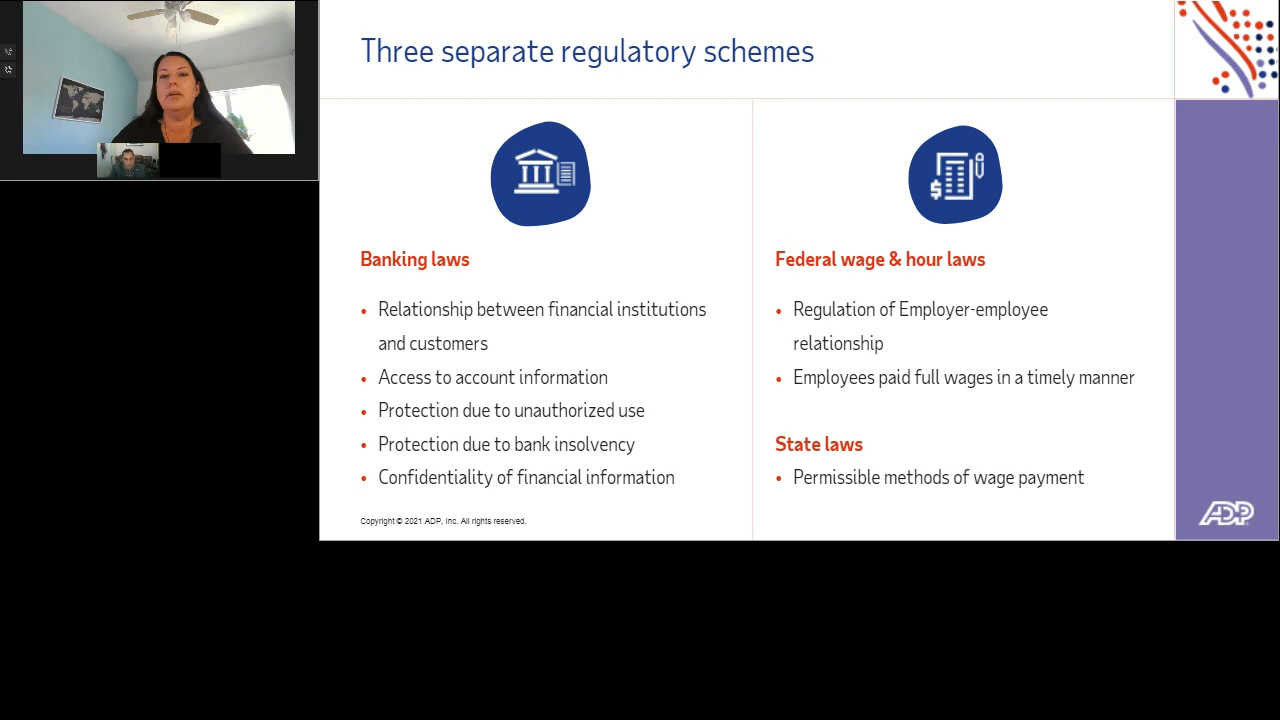 Three separate regulatory schemes
Banking laws
• Relationship between financial institutions
and customers
• Access to account information
• Protection due to unauthorized use
• Protection due to bank insolvency
• Confidentiality of financial information
Copyright © 2021 ADP, Inc. All rights reserved.
$
Federal wage & hour laws
• Regulation of Employer-employee
relationship
• Employees paid full wages in a timely manner
State laws
• Permissible methods of wage payment
ADP